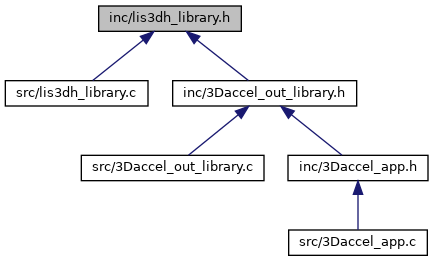 inc/lis3dh_library.h
src/lis3dh_library.c
inc/3Daccel_out_library.h
src/3Daccel_out_library.c
inc/3Daccel_app.h
src/3Daccel_app.c